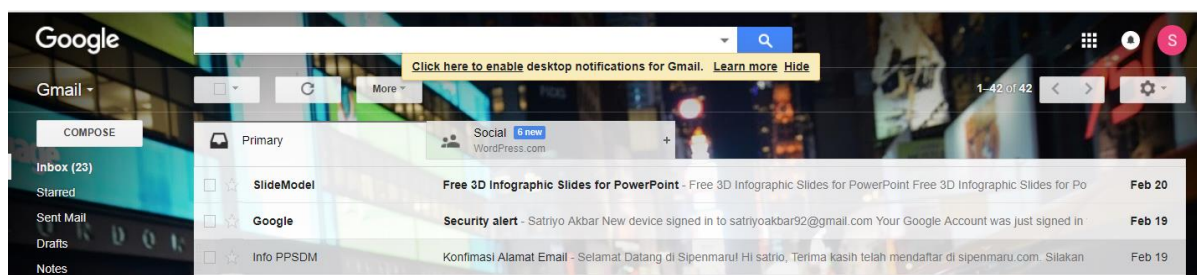 Google
Click here to enable desktop notifications for Gmail. Learn more Hide
S
Gmail
More
1–42 of 42
COMPOSE
Primary
Social 6 new
WordPress.com
+
Inbox (23)
Starred
Sent Mail
Drafts
Notes
SlideModel Free 3D Infographic Slides for PowerPoint - Free 3D Infographic Slides for PowerPoint Free 3D Infographic Slides for Po Feb 20
Google Security alert - Satriyo Akbar New device signed in to satriyoakbar92@gmail.com Your Google Account was just signed in Feb 19
Info PPSDM Konfimasi Alamat Email - Selamat Datang di Sipenmaru! Hi satrio, Terima kasih telah mendaftar di sipenmaru.com. Silakan Feb 19